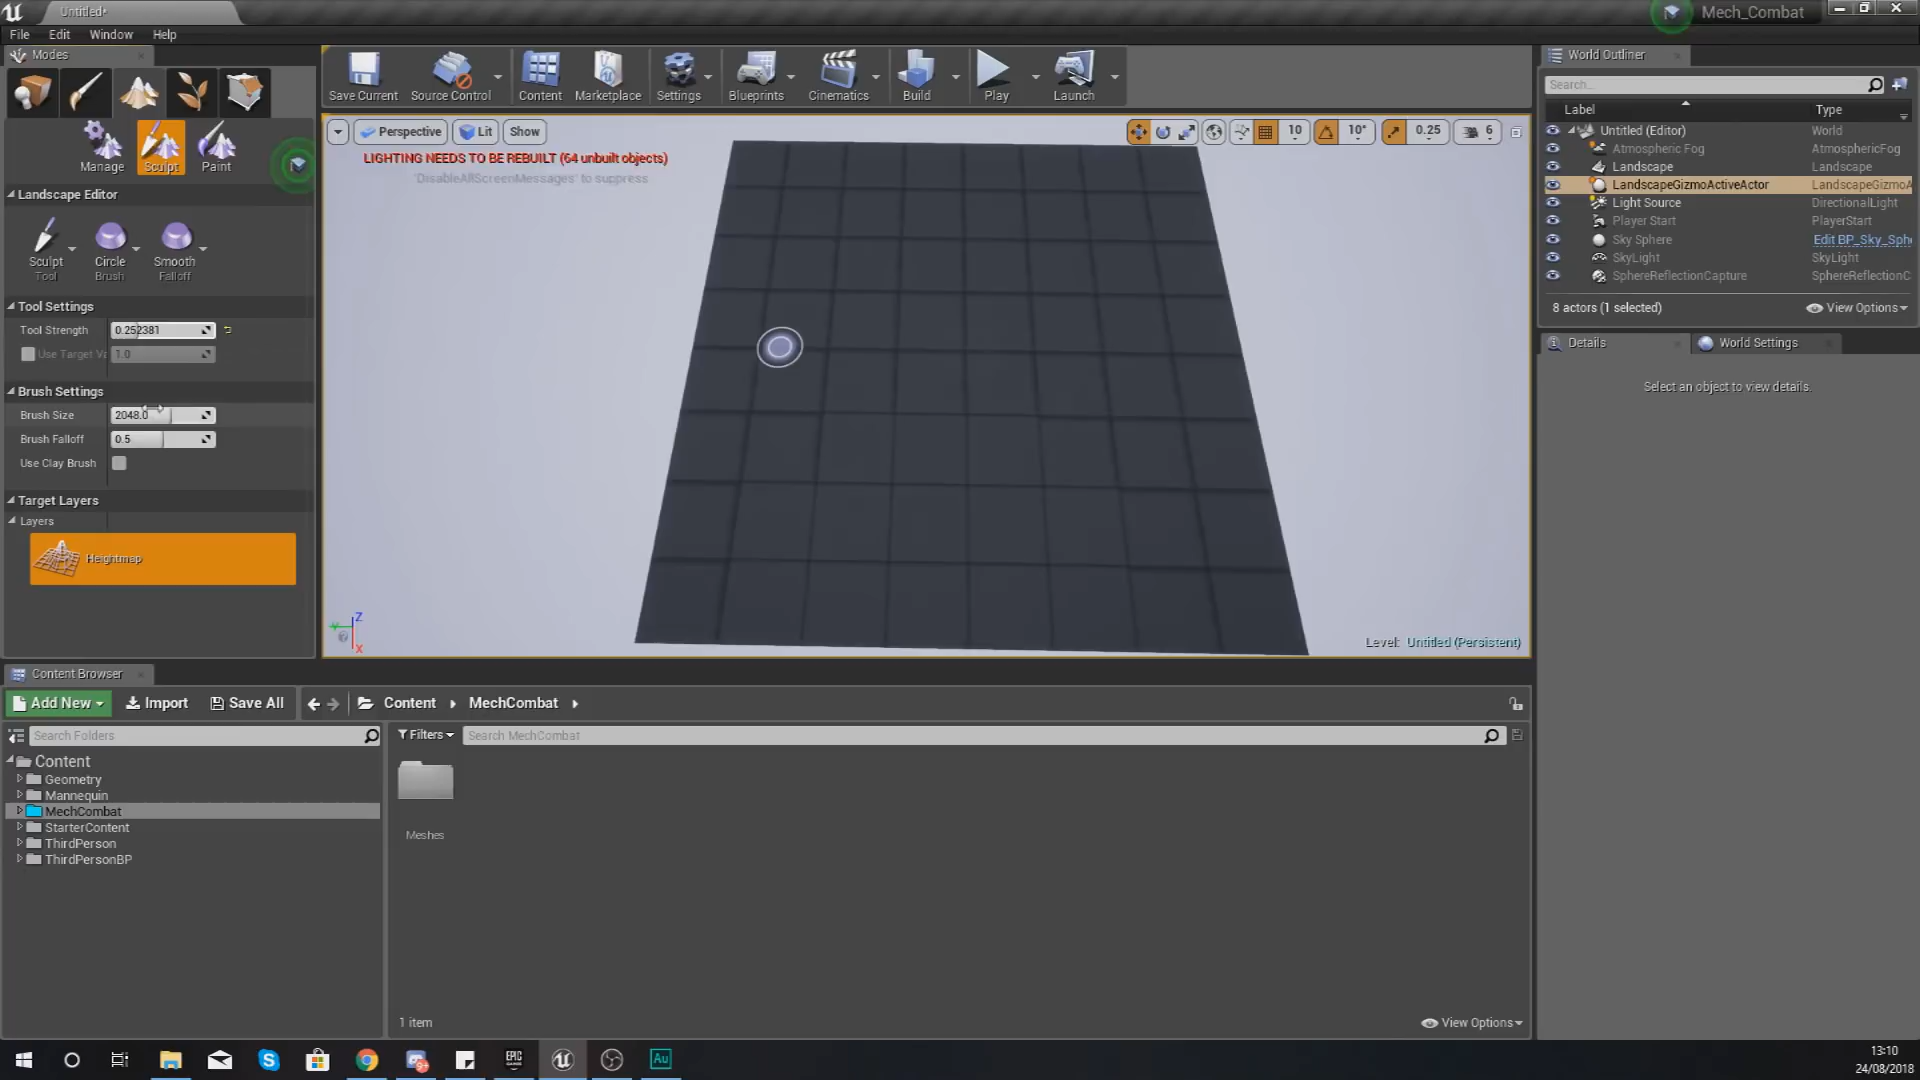 Untitled*
Mech_Combat
File Edit Window Help
Modes
Save Current
Source Control
Content
Marketplace
Settings
Blueprints
Cinematics
Build
Play
Launch
World Outliner
Search...
Label Type
Untitled (Editor) World
Atmospheric Fog AtmosphericFog
Landscape Landscape
LandscapeGizmoActiveActor LandscapeGizmoA
Light Source DirectionalLight
Player Start PlayerStart
Sky Sphere Edit BP_Sky_Sph
SkyLight SkyLight
SphereReflectionCapture SphereReflectionC
8 actors (1 selected) View Options
Details
World Settings
Select an object to view details.
Manage Sculpt Paint
Landscape Editor
Sculpt Circle Smooth
Tool Brush Falloff
Tool Settings
Tool Strength 0.252381
Use Target Va 1.0
Brush Settings
Brush Size 2048.0
Brush Falloff 0.5
Use Clay Brush
Target Layers
Layers
Heightmap
Perspective Lit Show
10 10° 0.25 6
LIGHTING NEEDS TO BE REBUILT (64 unbuilt objects)
'DisableAllScreenMessages' to suppress
Z
Y
X
Level: Untitled (Persistent)
Content Browser
Add New Import Save All Content MechCombat
Search Folders
Filters Search MechCombat
Content
Geometry
Mannequin
MechCombat
StarterContent
ThirdPerson
ThirdPersonBP
Meshes
1 item View Options
EPIC
GAMES
Au
13:10
24/08/2018